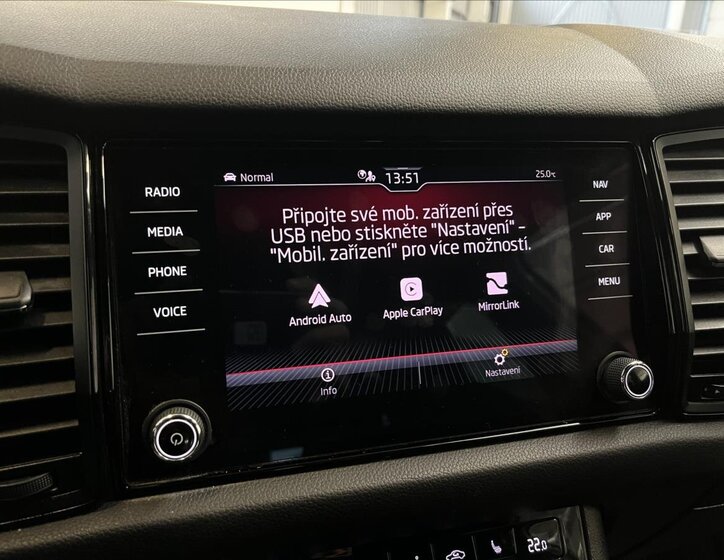 RADIO
MEDIA
PHONE
VOICE
Normal
13:51
25.0°C
Připojte své mob. zařízení přes
USB nebo stiskněte "Nastavení" –
"Mobil. zařízení" pro více možností.
Android Auto
Apple CarPlay
MirrorLink
Info
Nastavení
NAV
APP
CAR
MENU
22.0